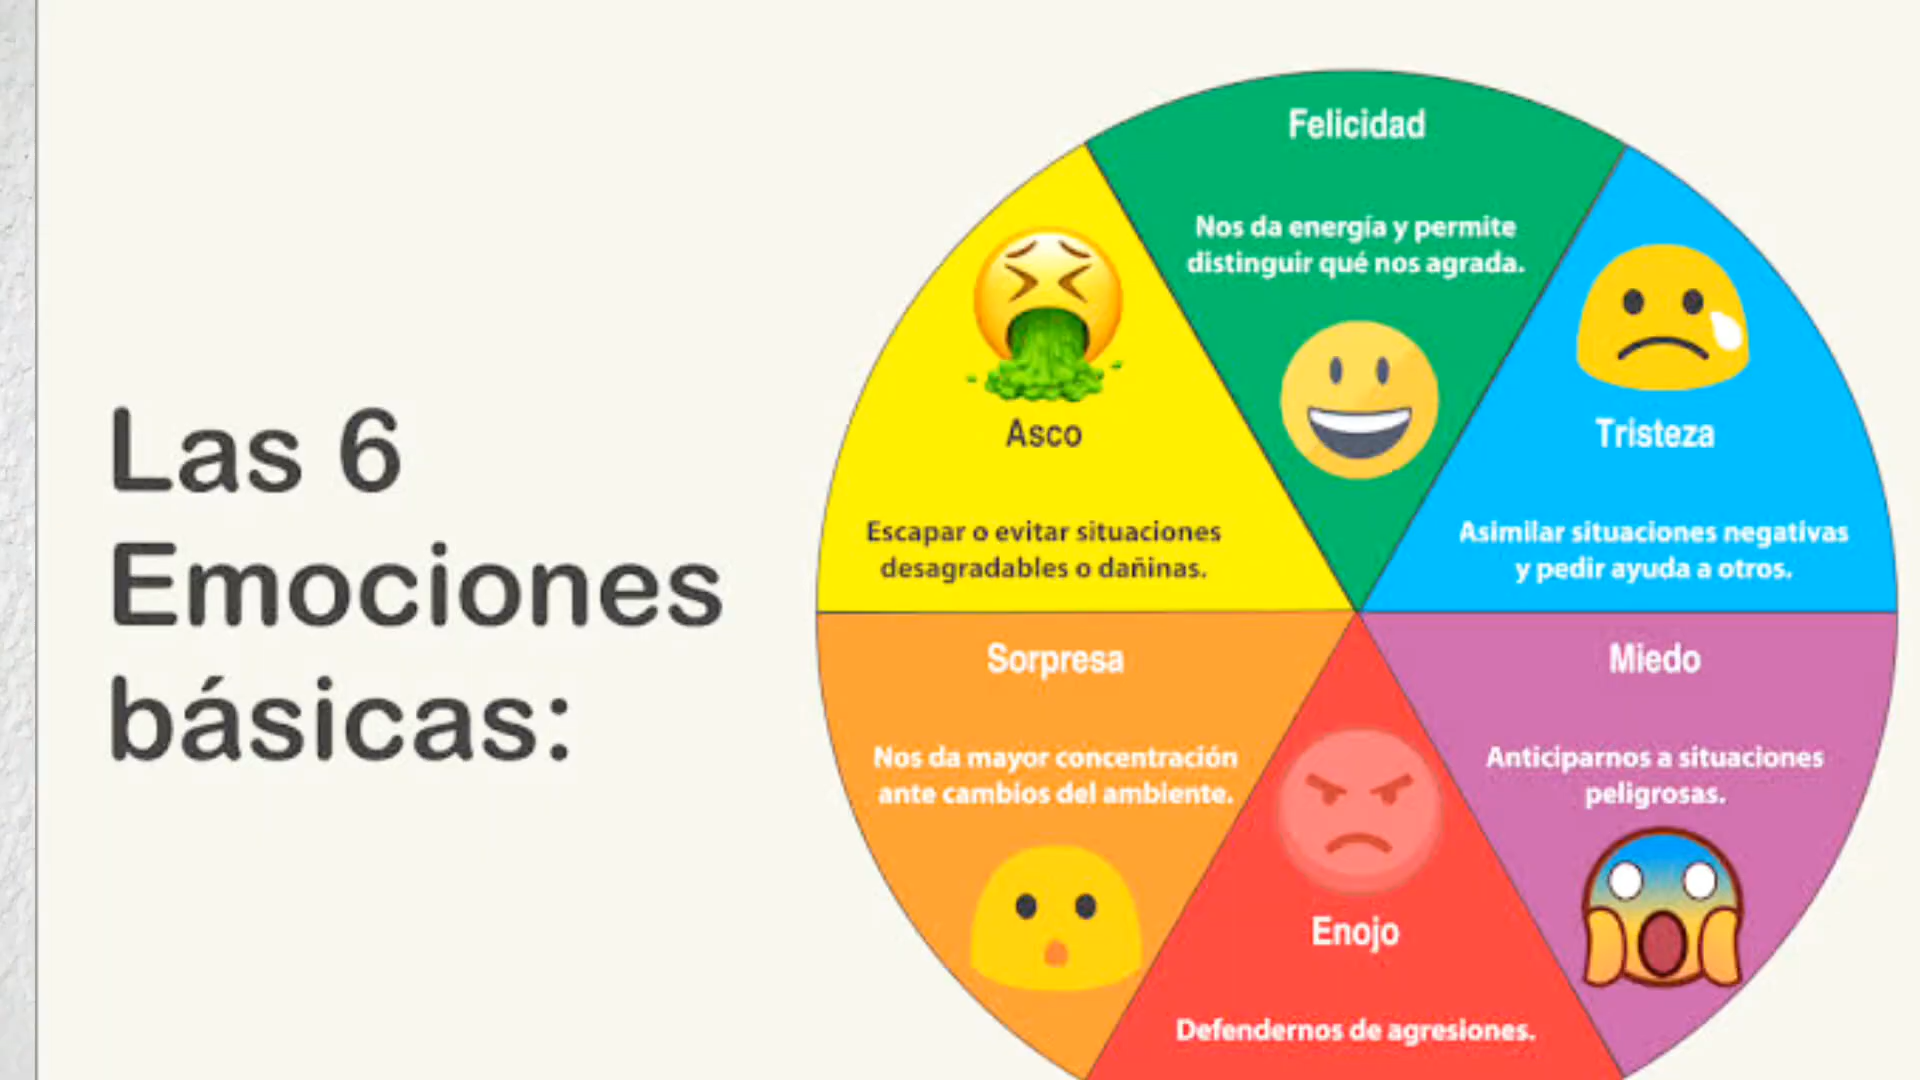 Las 6
Emociones
básicas:
Felicidad
Nos da energía y permite
distinguir qué nos agrada.
Tristeza
Asimilar situaciones negativas
y pedir ayuda a otros.
Miedo
Anticiparnos a situaciones
peligrosas.
Enojo
Defendernos de agresiones.
Sorpresa
Nos da mayor concentración
ante cambios del ambiente.
Asco
Escapar o evitar situaciones
desagradables o dañinas.